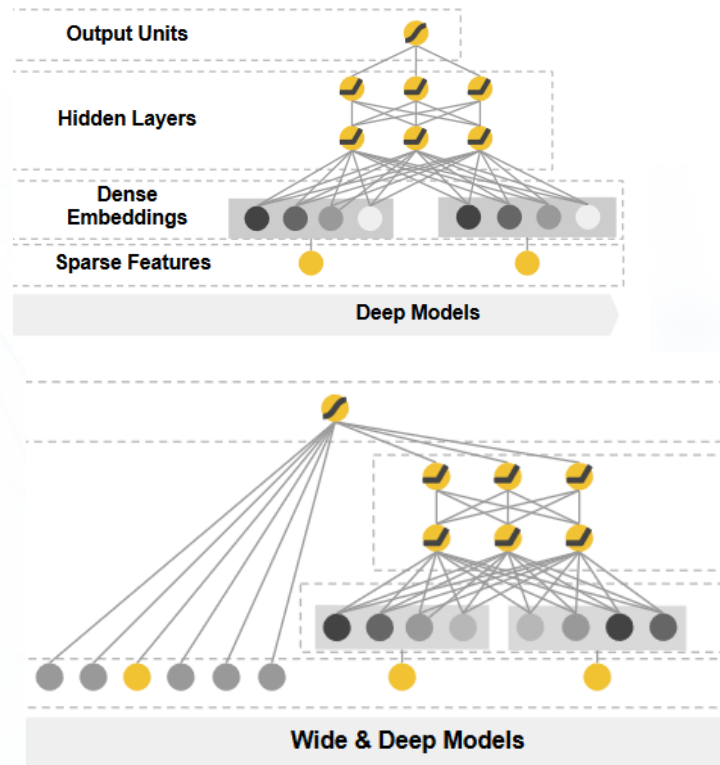 Output Units
Hidden Layers
Dense
Embeddings
Sparse Features
Deep Models
Wide & Deep Models